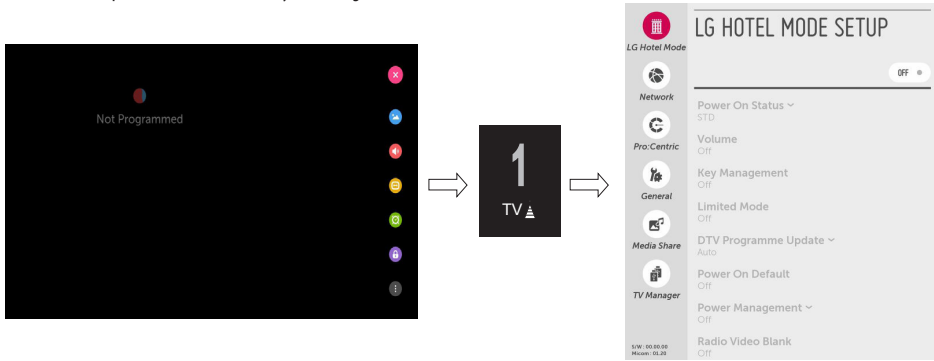 Not Programmed
1
TV
LG Hotel Mode
Network
Pro:Centric
General
Media Share
TV Manager
S/W : 00.00.00
Micom : 01.20
LG HOTEL MODE SETUP
OFF
Power On Status
STD
Volume
Off
Key Management
Off
Limited Mode
Off
DTV Programme Update
Auto
Power On Default
Off
Power Management
Off
Radio Video Blank
Off